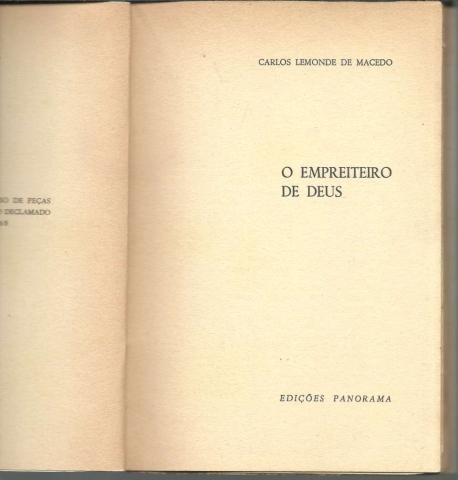 DE PEÇAS
DECLAMADO
CARLOS LEMONDE DE MACEDO
O EMPREITEIRO
DE DEUS
EDIÇÕES PANORAMA